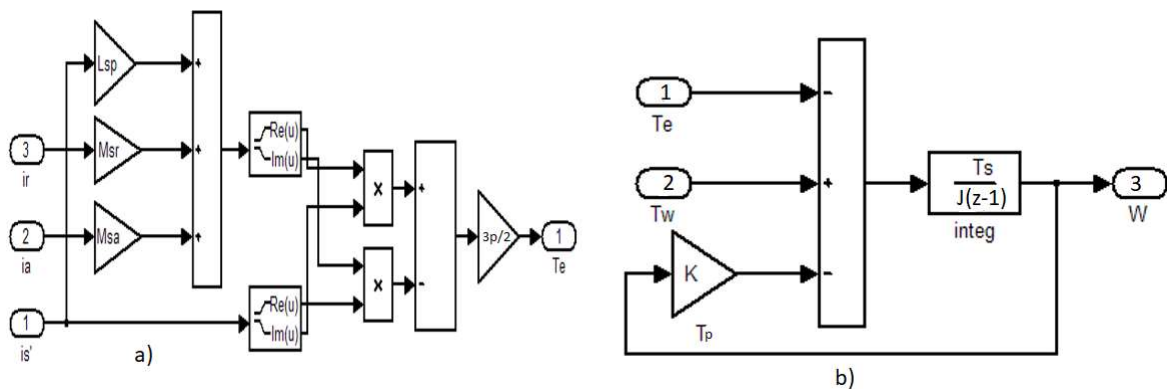 Lsp
+
3
ir
Msr
+
Re(u)
Im(u)
×
+
2
ia
Msa
+
3p/2
1
Te
×
-
1
is'
Re(u)
Im(u)
a)
1
Te
-
2
Tw
+
Ts
J(z-1)
integ
3
W
K
Tp
-
b)